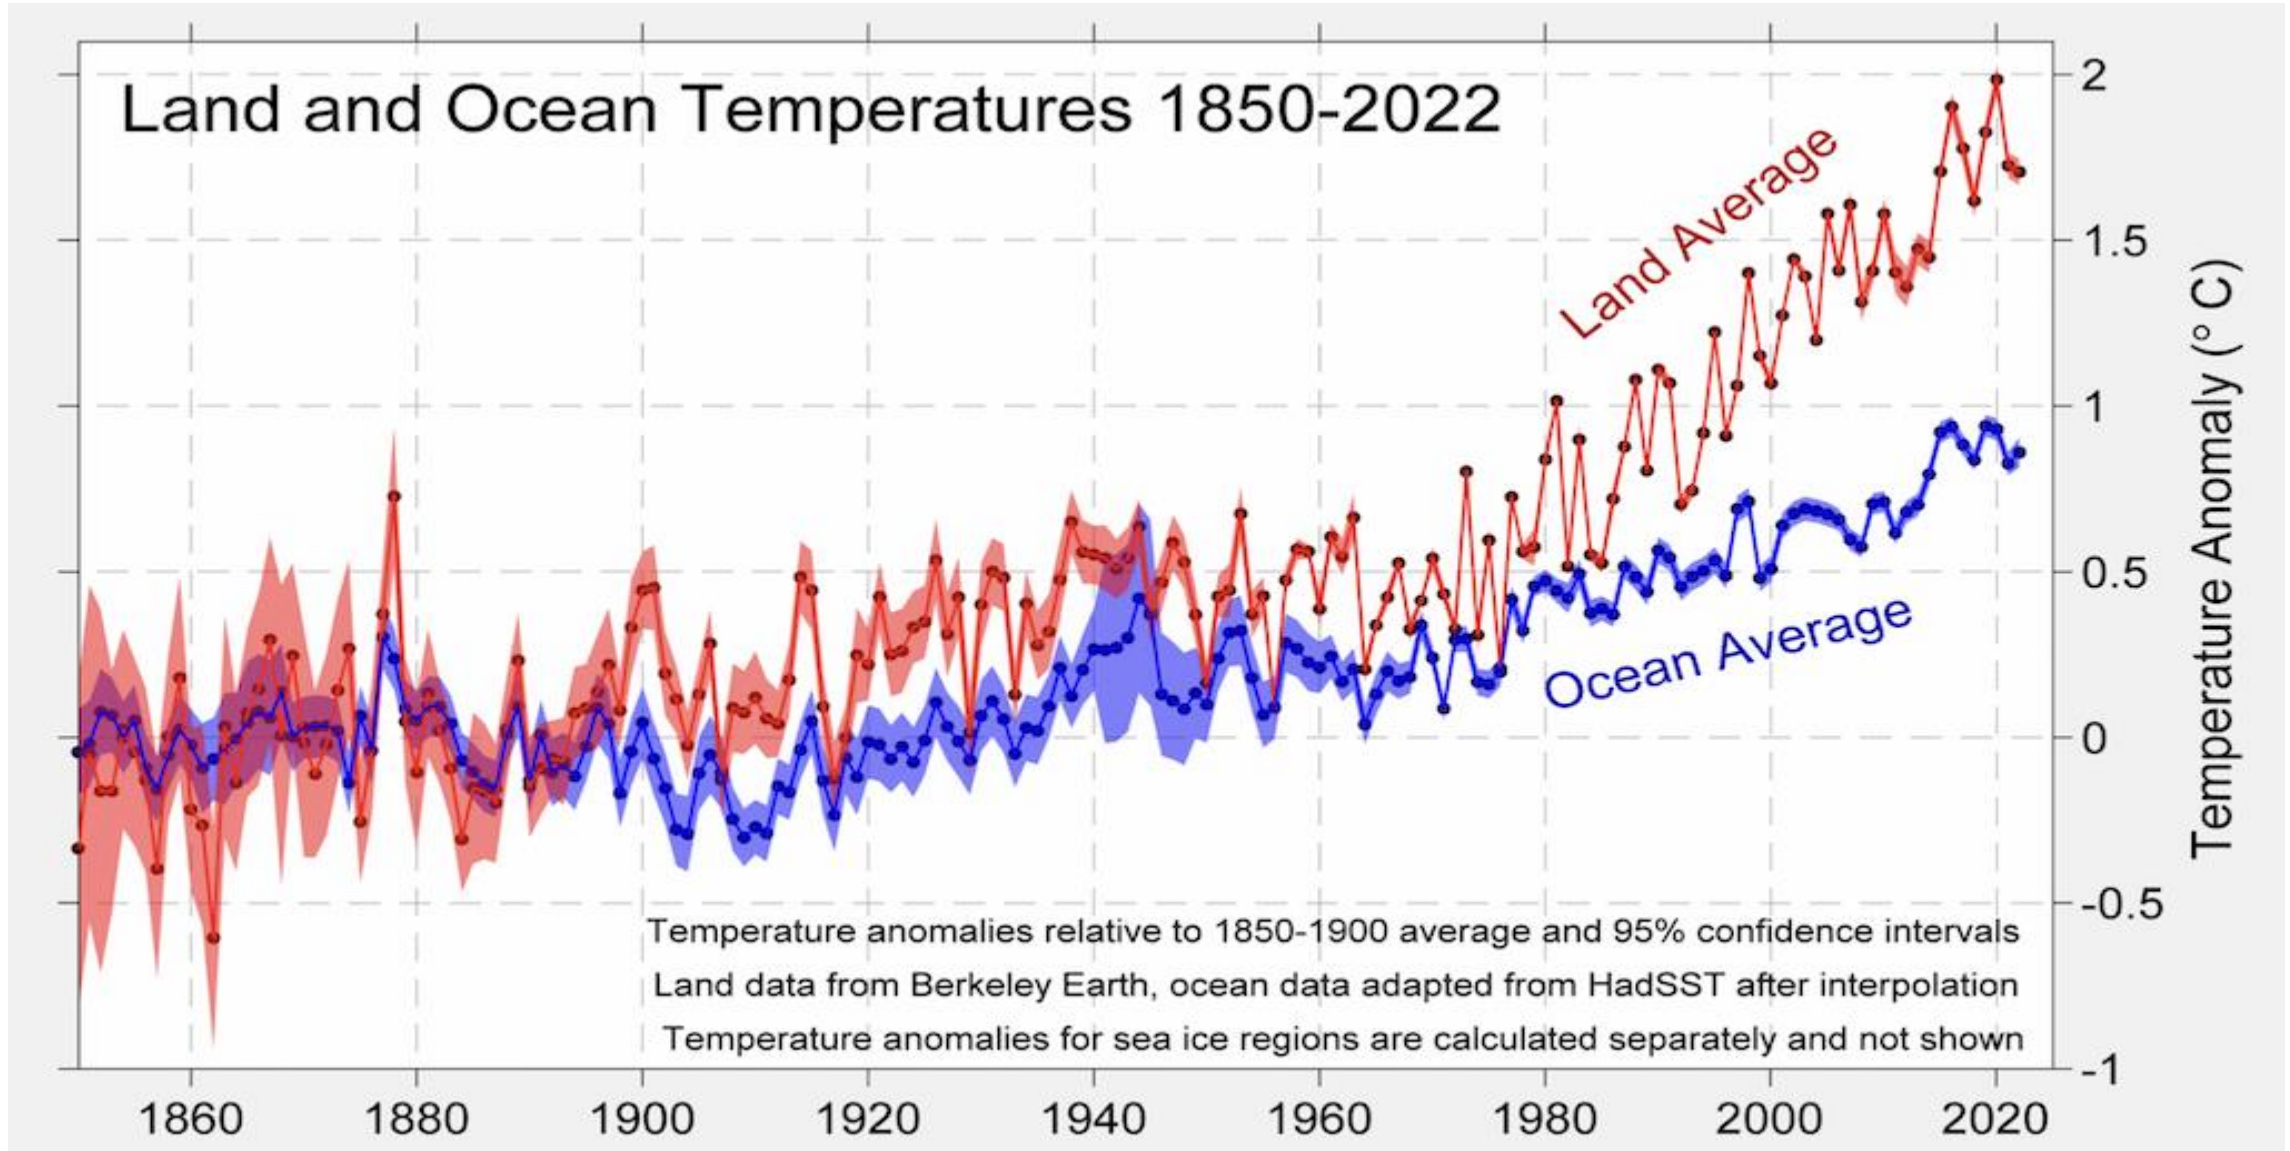 Land and Ocean Temperatures 1850-2022
Land Average
Ocean Average
Temperature anomalies relative to 1850-1900 average and 95% confidence intervals
Land data from Berkeley Earth, ocean data adapted from HadSST after interpolation
Temperature anomalies for sea ice regions are calculated separately and not shown
2
1.5
1
0.5
0
-0.5
-1
Temperature Anomaly (° C)
1860 1880 1900 1920 1940 1960 1980 2000 2020